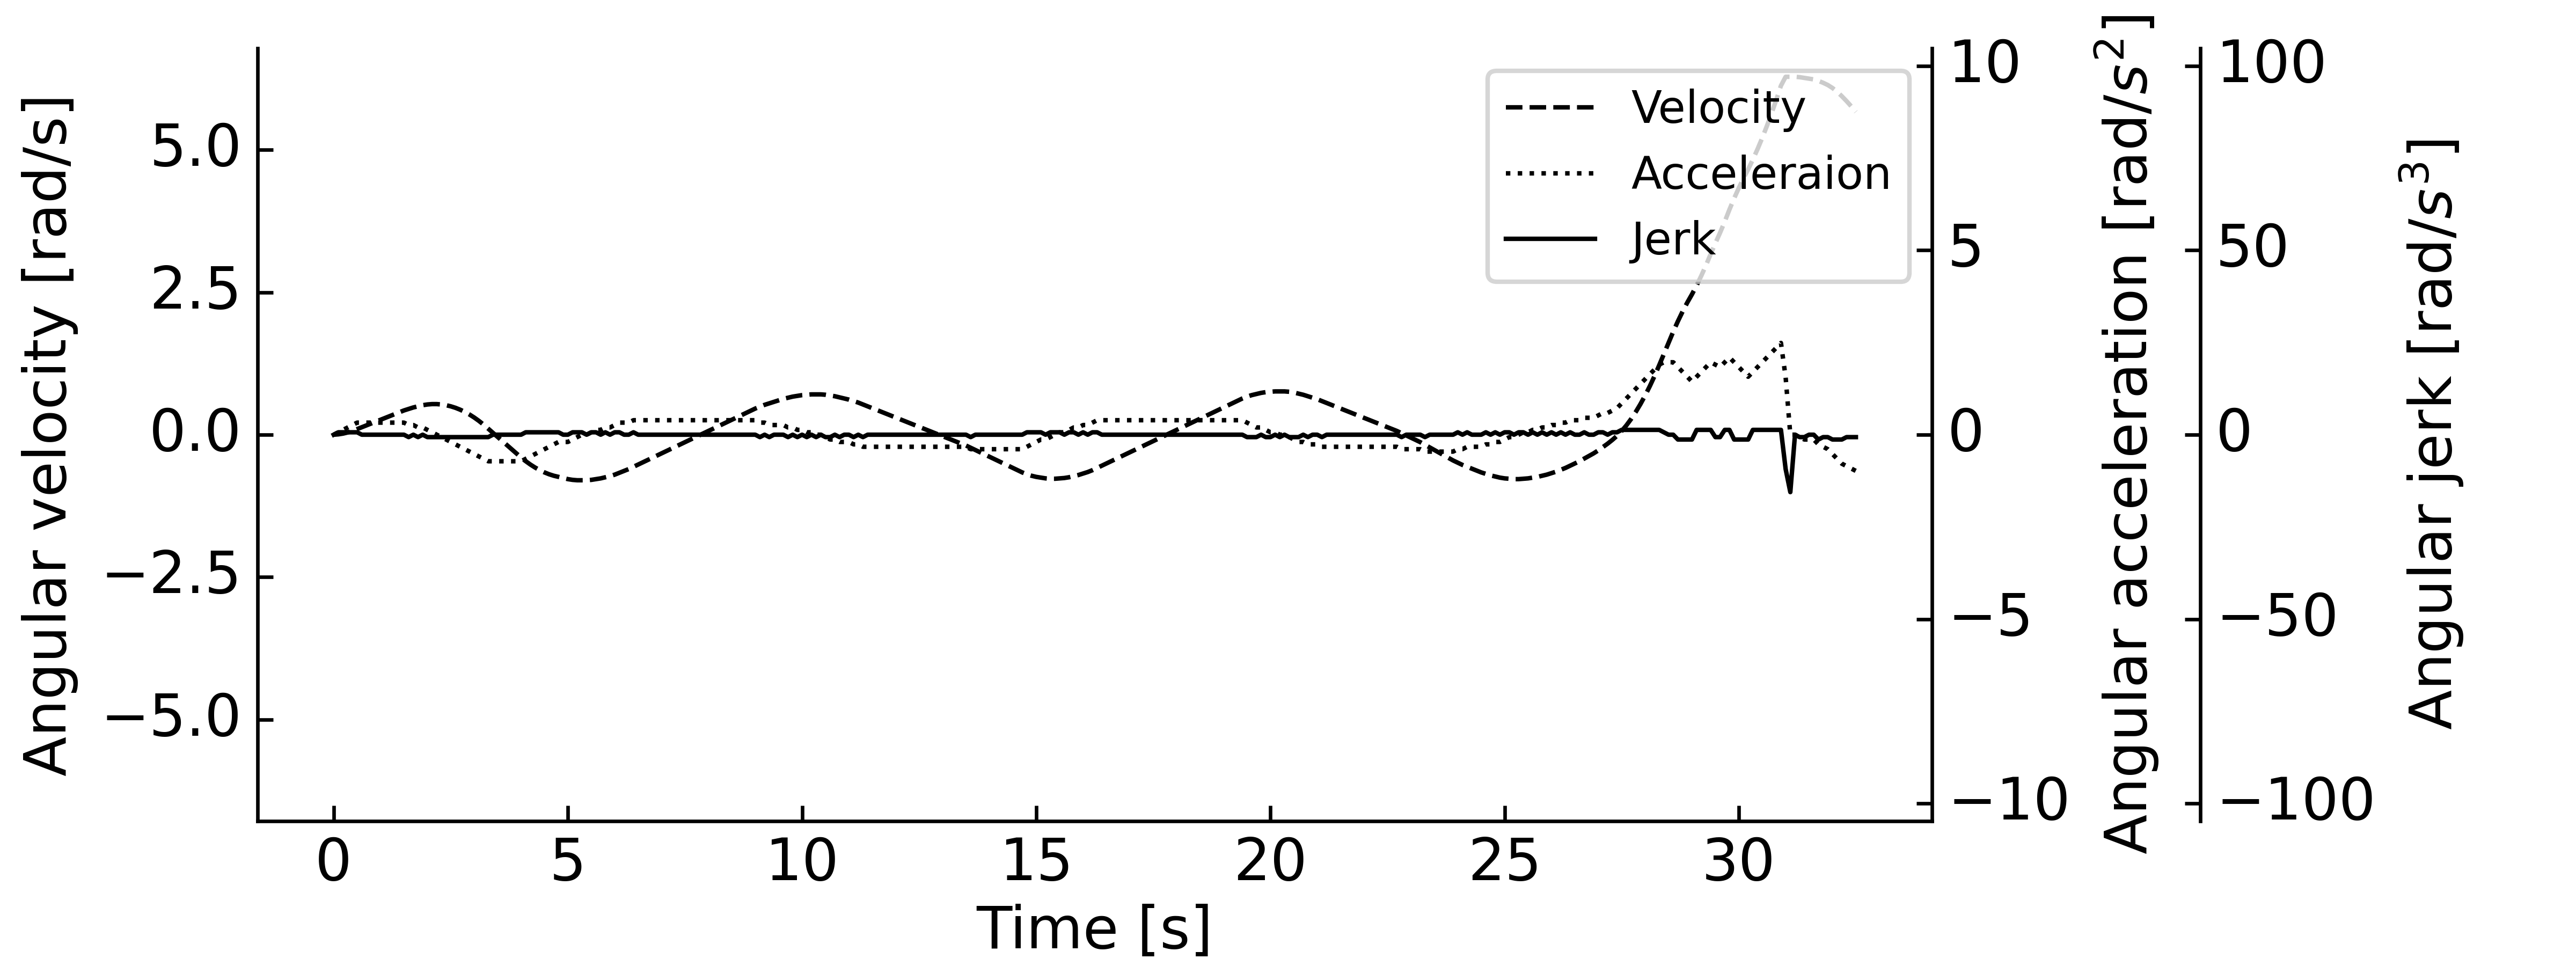 Angular velocity [rad/s]
5.0
2.5
0.0
−2.5
−5.0
Velocity
Acceleraion
Jerk
10
5
0
−5
−10
Angular acceleration [rad/s²]
100
50
0
−50
−100
Angular jerk [rad/s³]
0 5 10 15 20 25 30
Time [s]